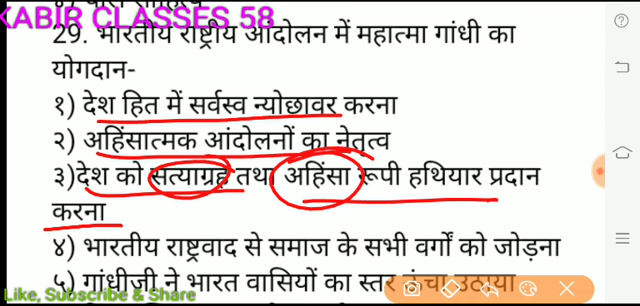 KABIR CLASSES 58
29. भारतीय राष्ट्रीय आंदोलन में महात्मा गांधी का
योगदान-
१) देश हित में सर्वस्व न्योछावर करना
२) अहिंसात्मक आंदोलनों का नेतृत्व
३)देश को सत्याग्रह तथा अहिंसा रूपी हथियार प्रदान
करना
४) भारतीय राष्ट्रवाद से समाज के सभी वर्गों को जोड़ना
५) गांधीजी ने भारत वासियों का स्तर ऊंचा उठाया
Like, Subscribe & Share